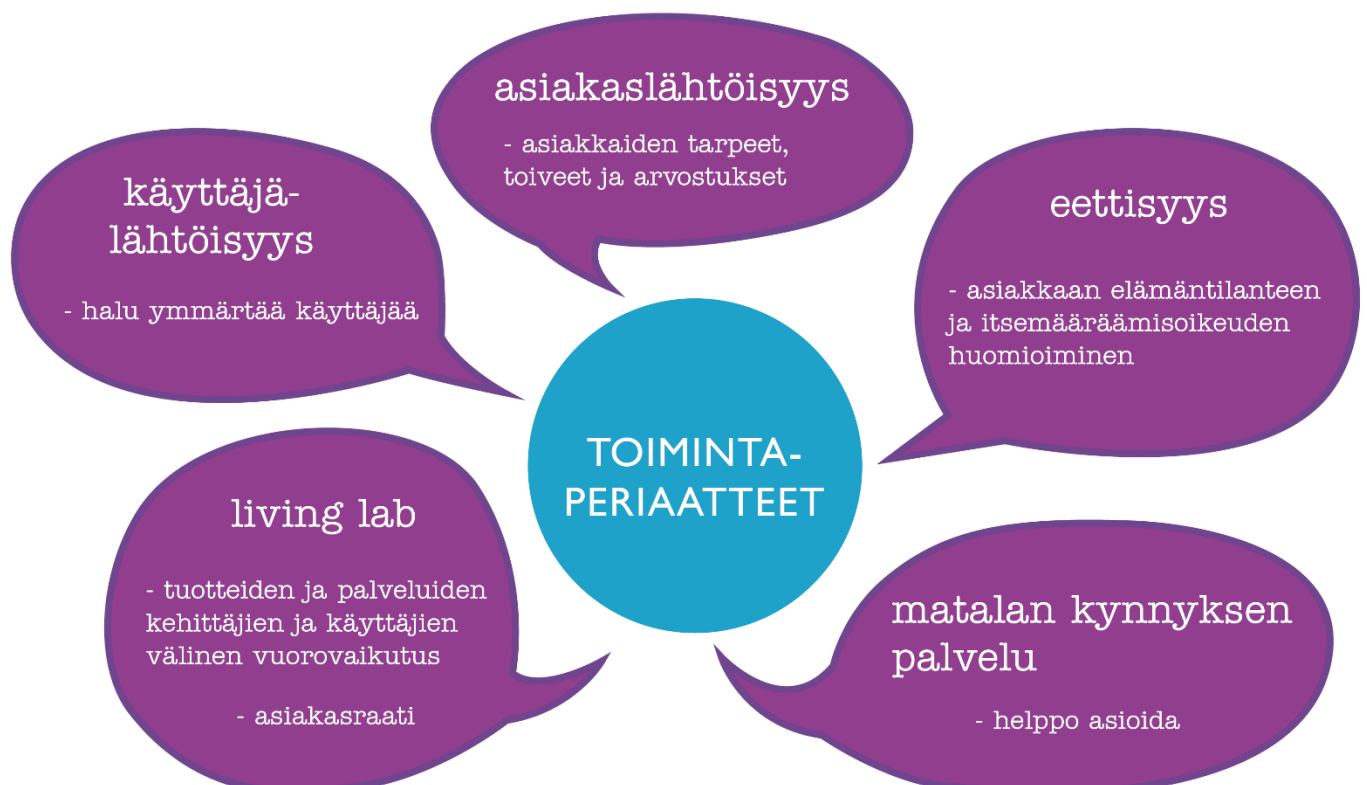 asiakaslähtöisyys
- asiakkaiden tarpeet,
toiveet ja arvostukset
käyttäjä-
lähtöisyys
- halu ymmärtää käyttäjää
eettisyys
- asiakkaan elämäntilanteen
ja itsemääräämisoikeuden
huomioiminen
TOIMINTA-
PERIAATTEET
living lab
- tuotteiden ja palveluiden
kehittäjien ja käyttäjien
välinen vuorovaikutus
- asiakasraati
matalan kynnyksen
palvelu
- helppo asioida